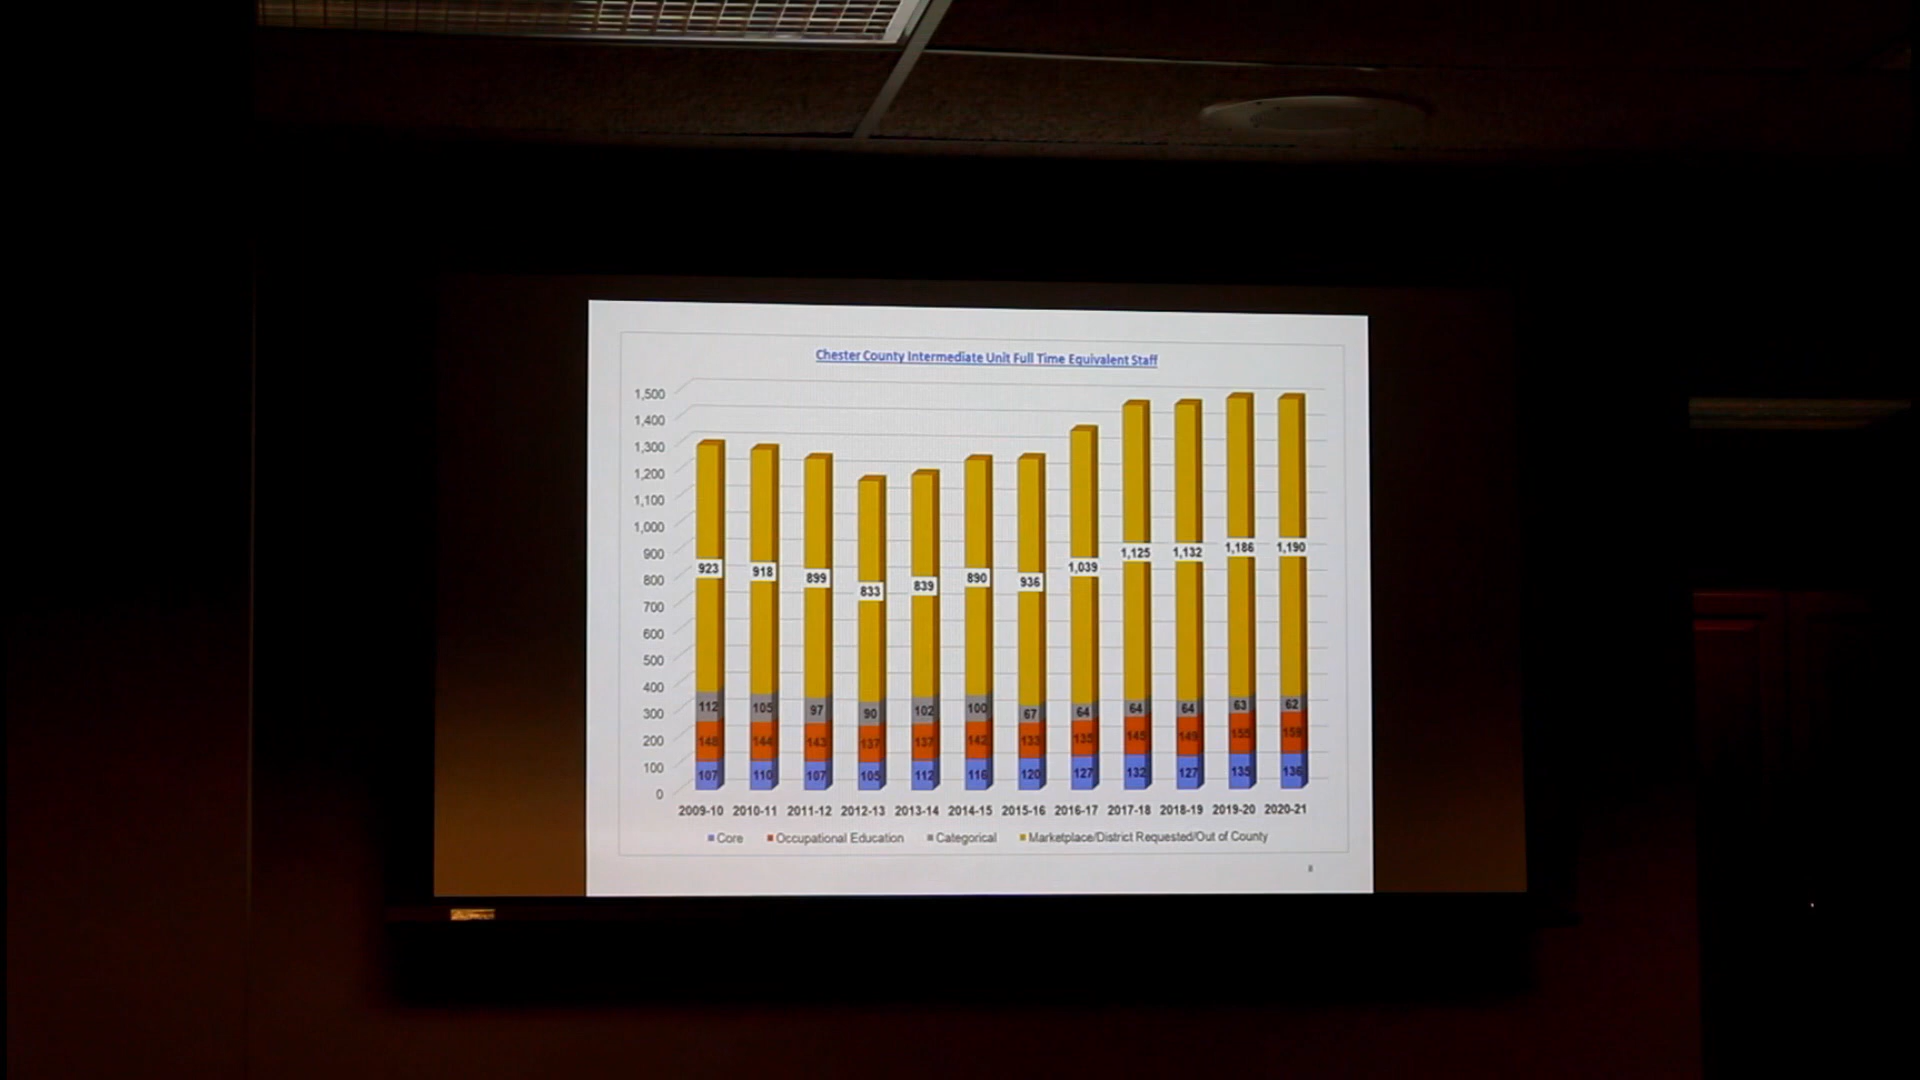 Chester County Intermediate Unit Full Time Equivalent Staff
1,500
1,400
1,300
1,200
1,100
1,000
900
800
700
600
500
400
300
200
100
0
923 918 899 833 839 890 936 1,039 1,125 1,132 1,186 1,190
112 105 97 90 102 100 67 64 64 64 63 62
148 144 143 137 137 142 133 135 145 149 155 159
107 110 107 105 112 116 120 127 132 127 135 136
2009-10 2010-11 2011-12 2012-13 2013-14 2014-15 2015-16 2016-17 2017-18 2018-19 2019-20 2020-21
Core Occupational Education Categorical Marketplace/District Requested/Out of County
8